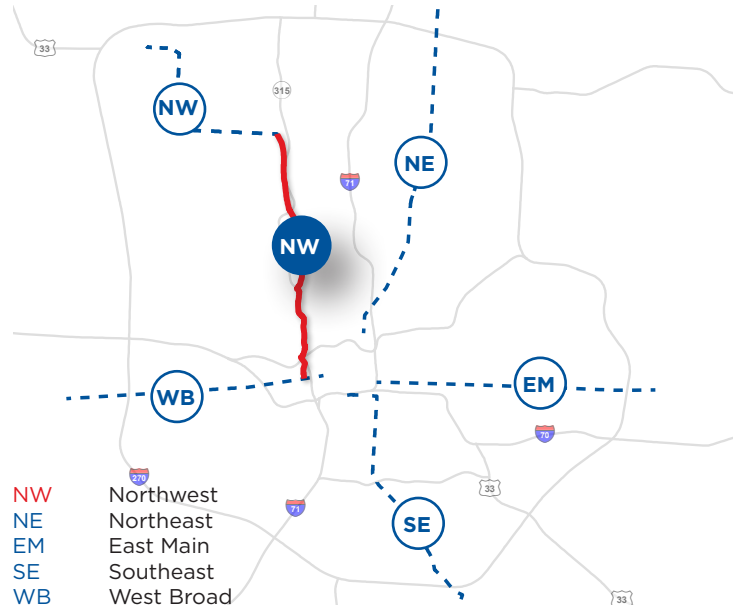 33
NW
315
NE
71
NW
WB
EM
70
270
33
71
SE
33
NW Northwest
NE Northeast
EM East Main
SE Southeast
WB West Broad